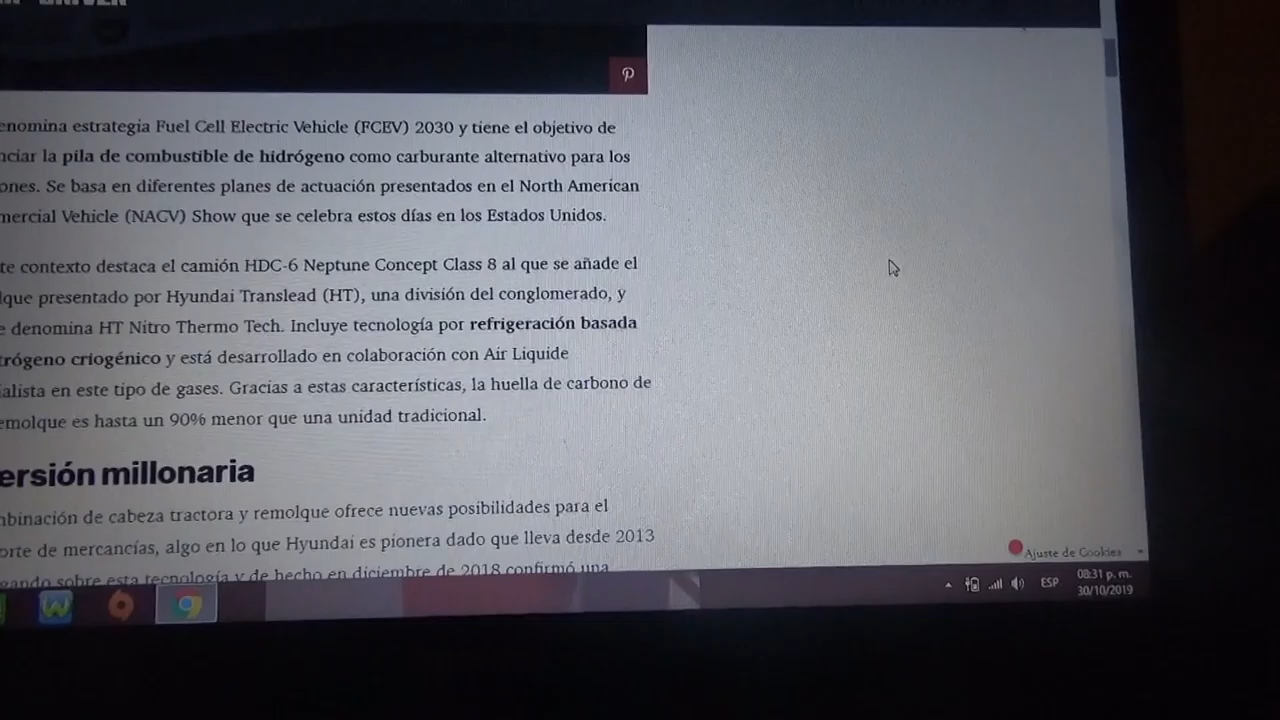 enomina estrategia Fuel Cell Electric Vehicle (FCEV) 2030 y tiene el objetivo de
nciar la pila de combustible de hidrógeno como carburante alternativo para los
ones. Se basa en diferentes planes de actuación presentados en el North American
mercial Vehicle (NACV) Show que se celebra estos días en los Estados Unidos.
te contexto destaca el camión HDC-6 Neptune Concept Class 8 al que se añade el
lque presentado por Hyundai Translead (HT), una división del conglomerado, y
e denomina HT Nitro Thermo Tech. Incluye tecnología por refrigeración basada
trógeno criogénico y está desarrollado en colaboración con Air Liquide
ialista en este tipo de gases. Gracias a estas características, la huella de carbono de
emolque es hasta un 90% menor que una unidad tradicional.
ersión millonaria
mbinación de cabeza tractora y remolque ofrece nuevas posibilidades para el
orte de mercancías, algo en lo que Hyundai es pionera dado que lleva desde 2013
gando sobre esta tecnología y de hecho en diciembre de 2018 confirmó una
Ajuste de Cookies
ESP
08:31 p. m.
30/10/2019